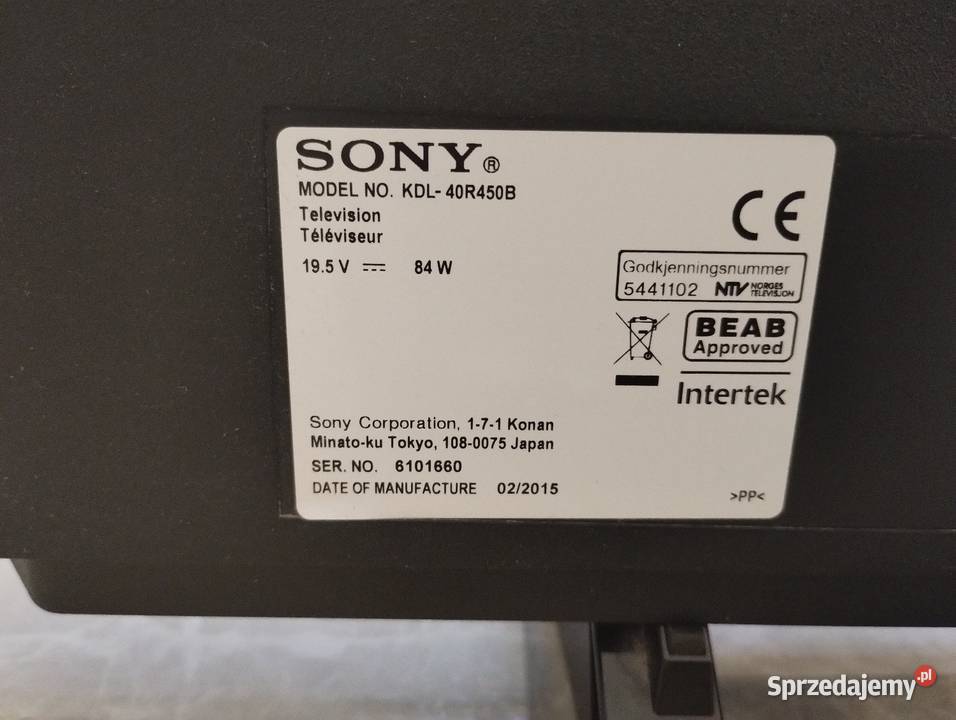 SONY®
MODEL NO. KDL-40R450B
Television
Téléviseur
19.5 V 84 W
CE
Godkjenningsnummer
5441102 NTV NORGES TELEVISJON
BEAB
Approved
Intertek
Sony Corporation, 1-7-1 Konan
Minato-ku Tokyo, 108-0075 Japan
SER. NO. 6101660
DATE OF MANUFACTURE 02/2015
>PP<
Sprzedajemy.pl